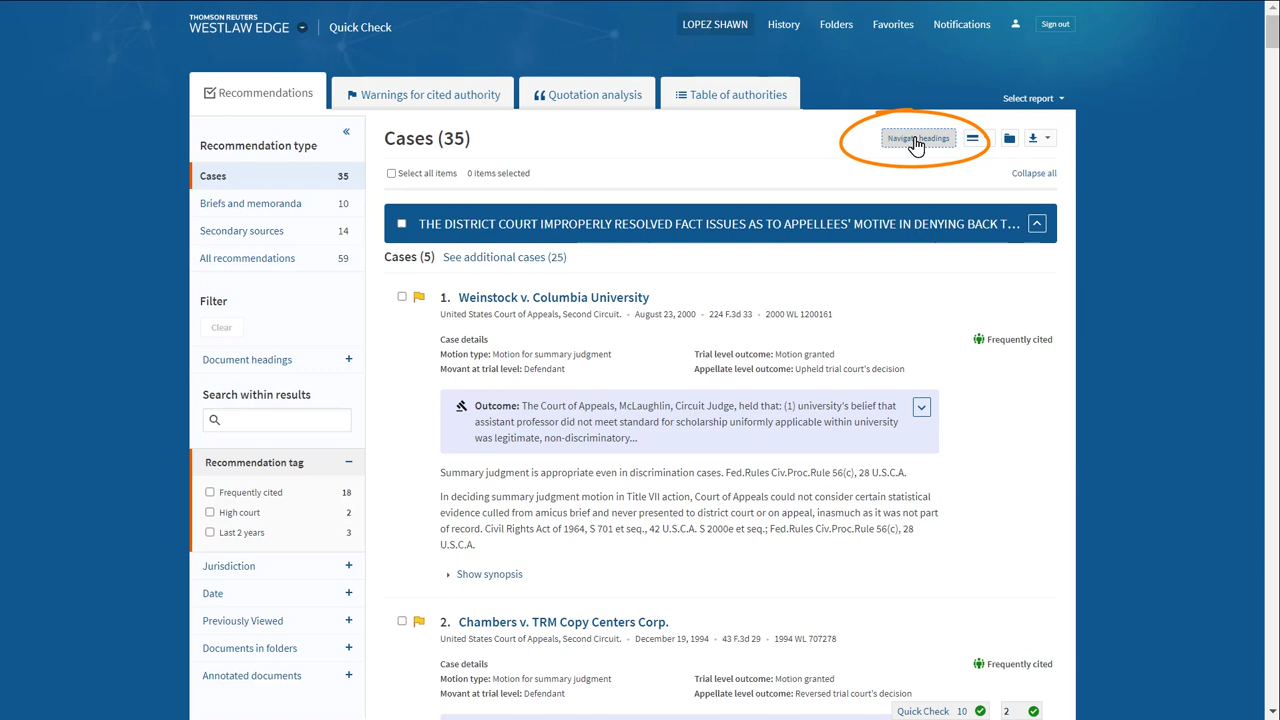 THOMSON REUTERS
WESTLAW EDGE
Quick Check
LOPEZ SHAWN
History
Folders
Favorites
Notifications
Sign out
Recommendations
Warnings for cited authority
Quotation analysis
Table of authorities
Select report
Recommendation type
Cases 35
Briefs and memoranda 10
Secondary sources 14
All recommendations 59
Filter
Clear
Document headings +
Search within results
Recommendation tag −
Frequently cited 18
High court 2
Last 2 years 3
Jurisdiction +
Date +
Previously Viewed +
Documents in folders +
Annotated documents +
Cases (35)
Navigate headings
Select all items 0 items selected
Collapse all
THE DISTRICT COURT IMPROPERLY RESOLVED FACT ISSUES AS TO APPELLEES' MOTIVE IN DENYING BACK T...
Cases (5) See additional cases (25)
1. Weinstock v. Columbia University
United States Court of Appeals, Second Circuit. • August 23, 2000 • 224 F.3d 33 • 2000 WL 1200161
Case details
Frequently cited
Motion type: Motion for summary judgment Trial level outcome: Motion granted
Movant at trial level: Defendant Appellate level outcome: Upheld trial court's decision
Outcome: The Court of Appeals, McLaughlin, Circuit Judge, held that: (1) university's belief that
assistant professor did not meet standard for scholarship uniformly applicable within university
was legitimate, non-discriminatory...
Summary judgment is appropriate even in discrimination cases. Fed.Rules Civ.Proc.Rule 56(c), 28 U.S.C.A.
In deciding summary judgment motion in Title VII action, Court of Appeals could not consider certain statistical
evidence culled from amicus brief and never presented to district court or on appeal, inasmuch as it was not part
of record. Civil Rights Act of 1964, S 701 et seq., 42 U.S.C.A. S 2000e et seq.; Fed.Rules Civ.Proc.Rule 56(c), 28
U.S.C.A.
Show synopsis
2. Chambers v. TRM Copy Centers Corp.
United States Court of Appeals, Second Circuit. • December 19, 1994 • 43 F.3d 29 • 1994 WL 707278
Case details
Frequently cited
Motion type: Motion for summary judgment Trial level outcome: Motion granted
Movant at trial level: Defendant Appellate level outcome: Reversed trial court's decision
Quick Check 10
2